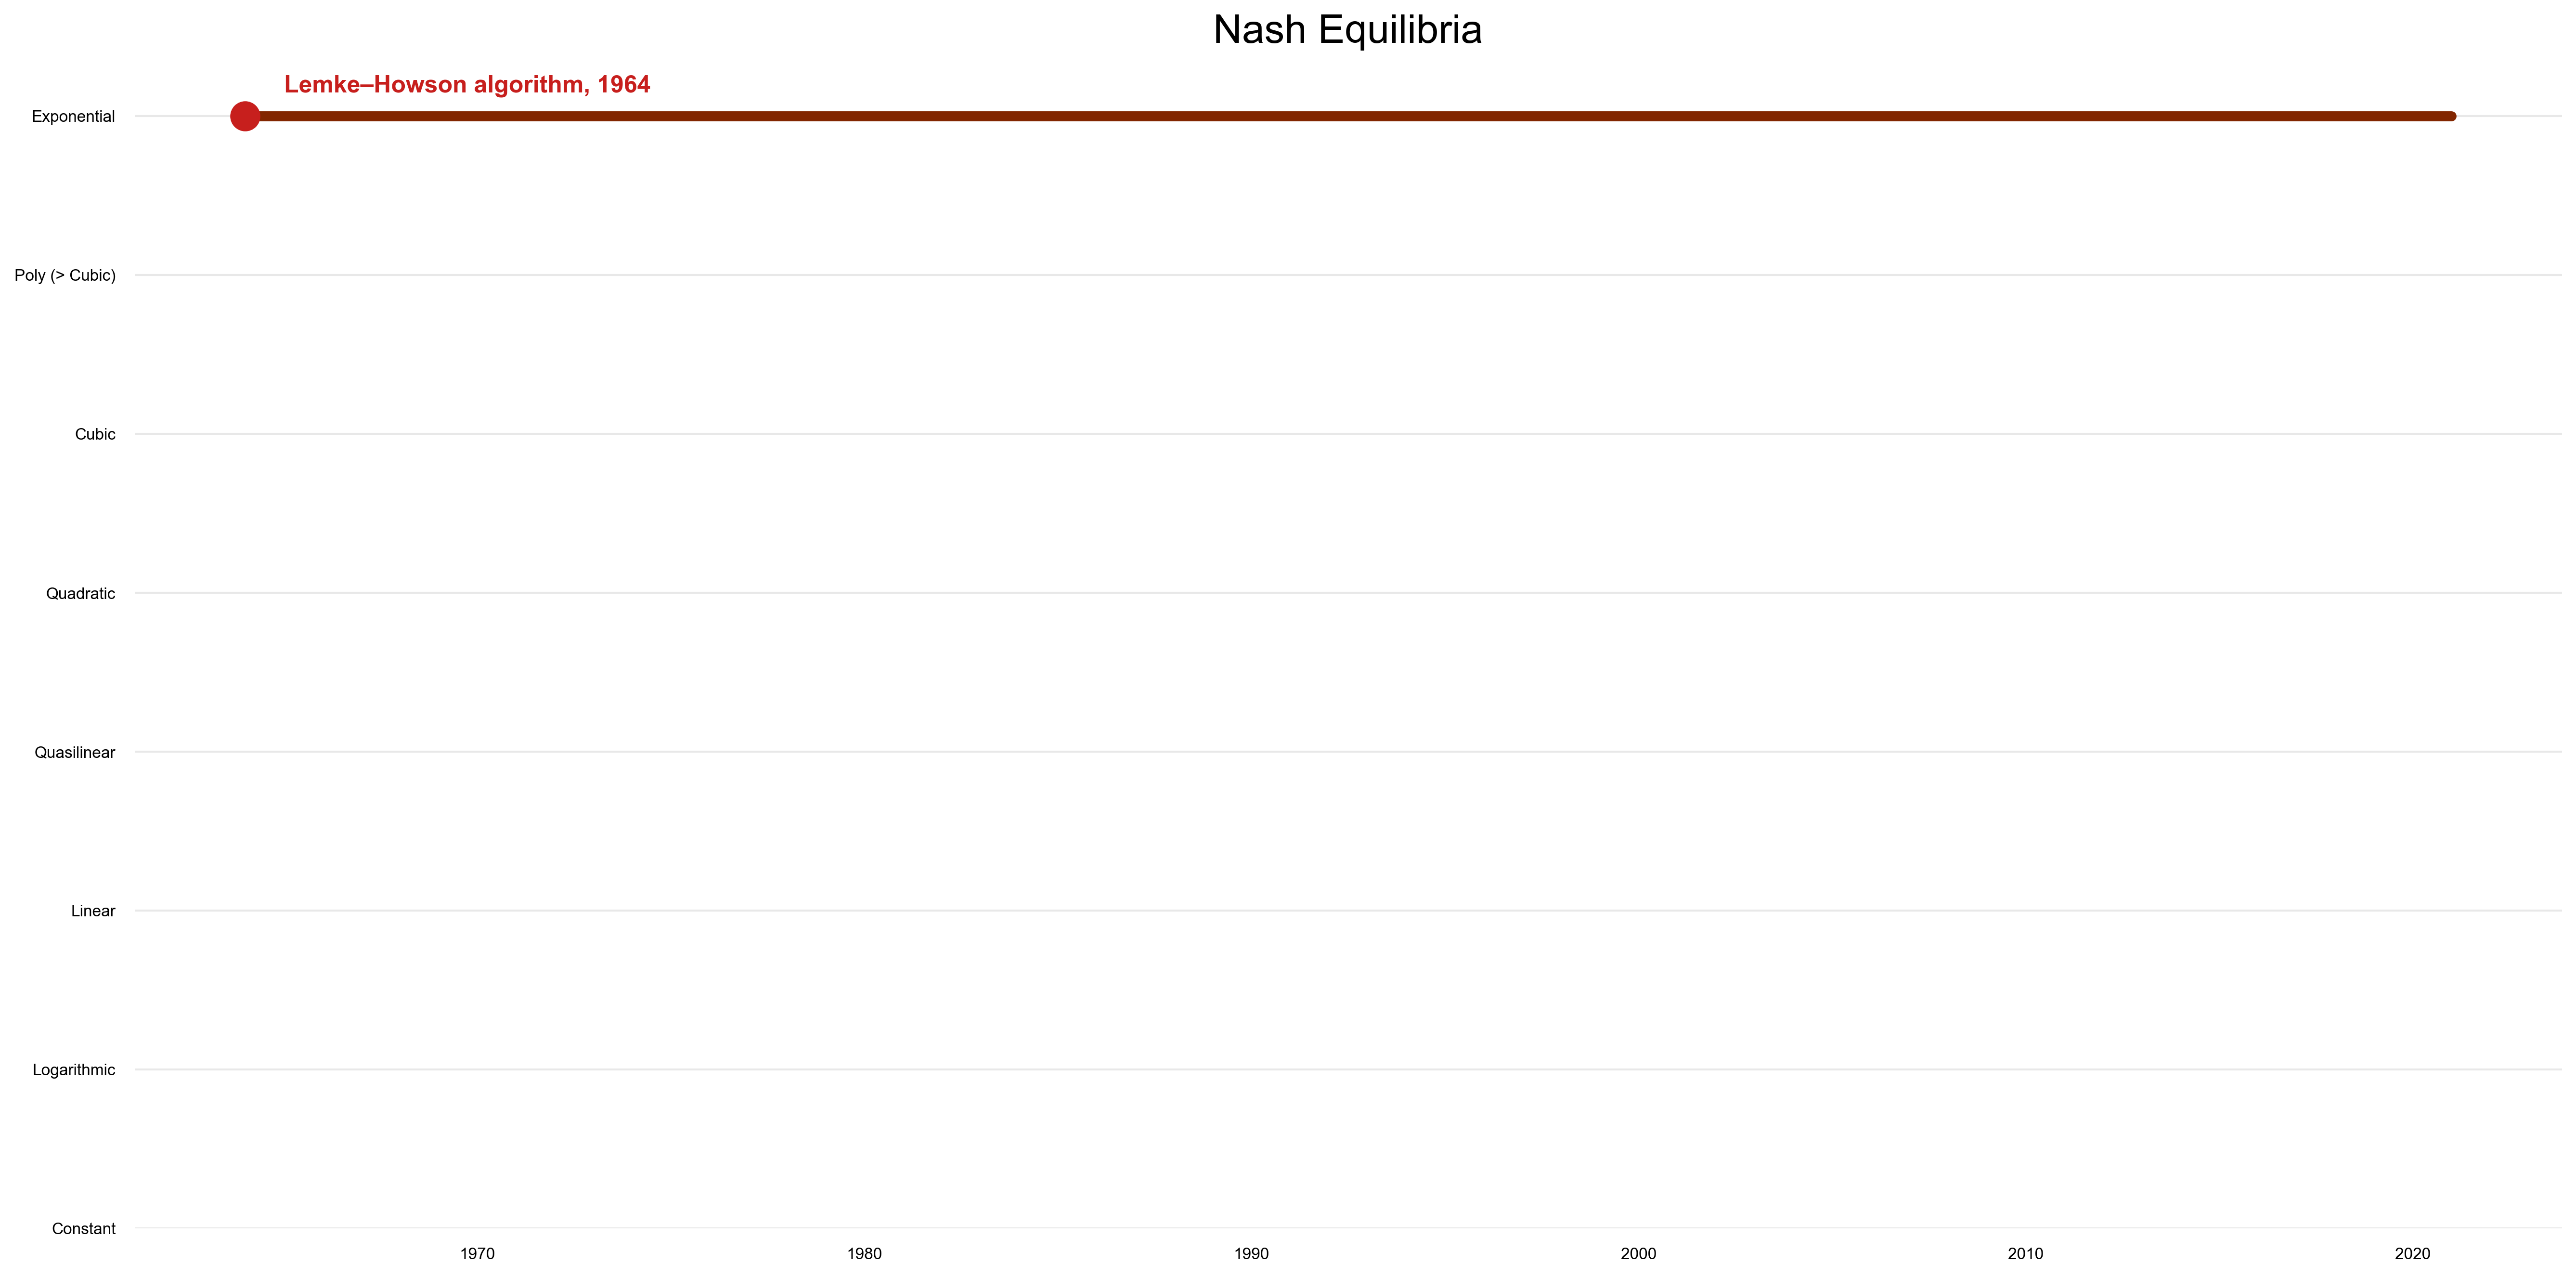 Nash Equilibria
Lemke–Howson algorithm, 1964
Exponential
Poly (> Cubic)
Cubic
Quadratic
Quasilinear
Linear
Logarithmic
Constant
1970 1980 1990 2000 2010 2020